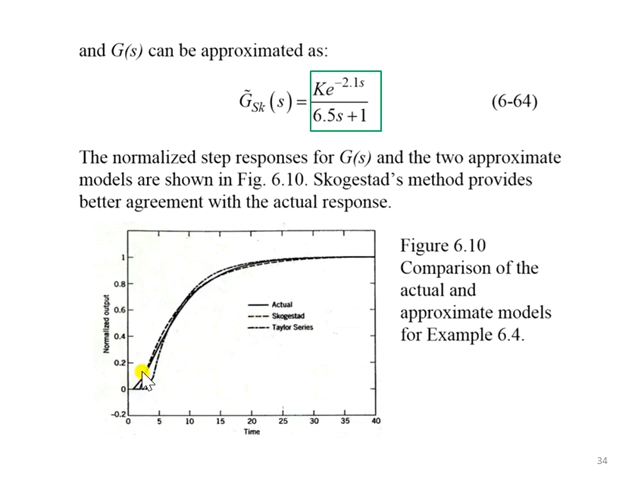 and G(s) can be approximated as:
G̃Sk (s) = Ke^−2.1s / 6.5s + 1 (6-64)
The normalized step responses for G(s) and the two approximate
models are shown in Fig. 6.10. Skogestad's method provides
better agreement with the actual response.
Figure 6.10
Comparison of the
actual and
approximate models
for Example 6.4.
Normalized output
1
0.8
0.6
0.4
0.2
0
-0.2
Actual
Skogestad
Taylor Series
0 5 10 15 20 25 30 35 40
Time
34